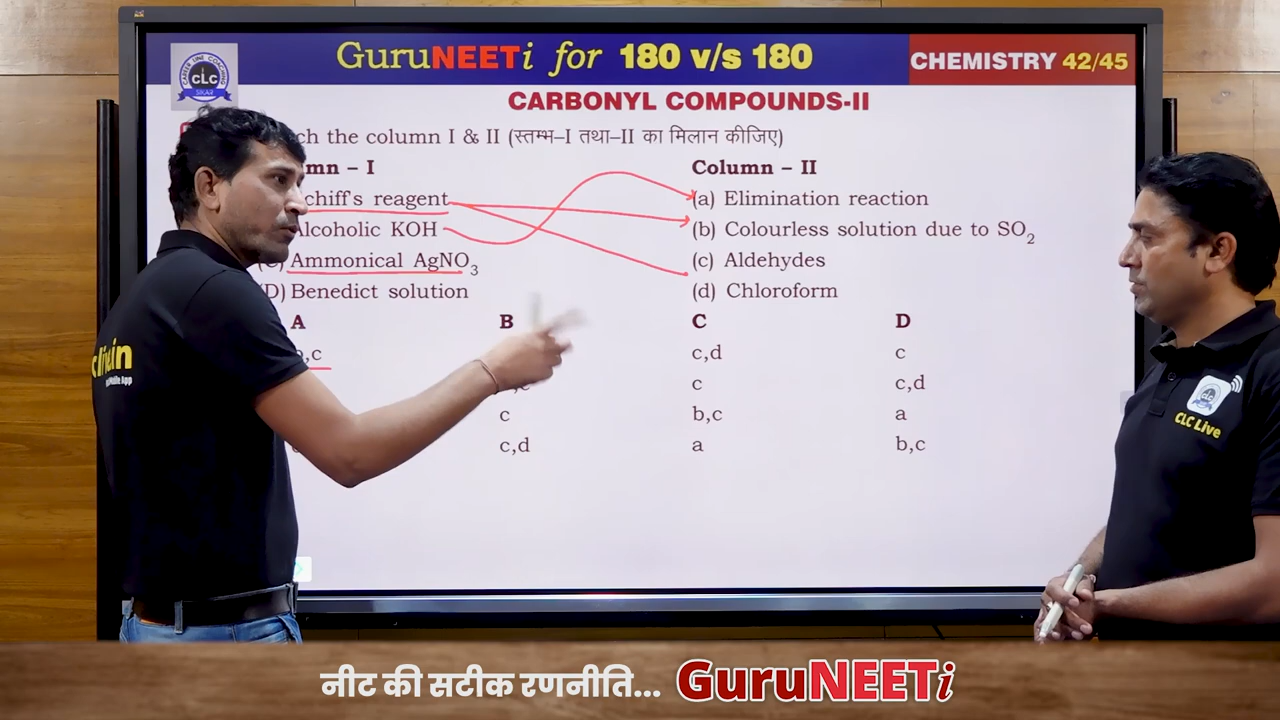 GuruNEETi for 180 v/s 180
CHEMISTRY 42/45
CLC
SIKAR
CARBONYL COMPOUNDS-II
ch the column I & II (स्तम्भ–I तथा–II का मिलान कीजिए)
mn – I Column – II
chiff's reagent (a) Elimination reaction
lcoholic KOH (b) Colourless solution due to SO2
Ammonical AgNO3 (c) Aldehydes
(D) Benedict solution (d) Chloroform
A B C D
,c c,d c
c c,d
c b,c a
c,d a b,c
CLC Live
नीट की सटीक रणनीति... GuruNEETi